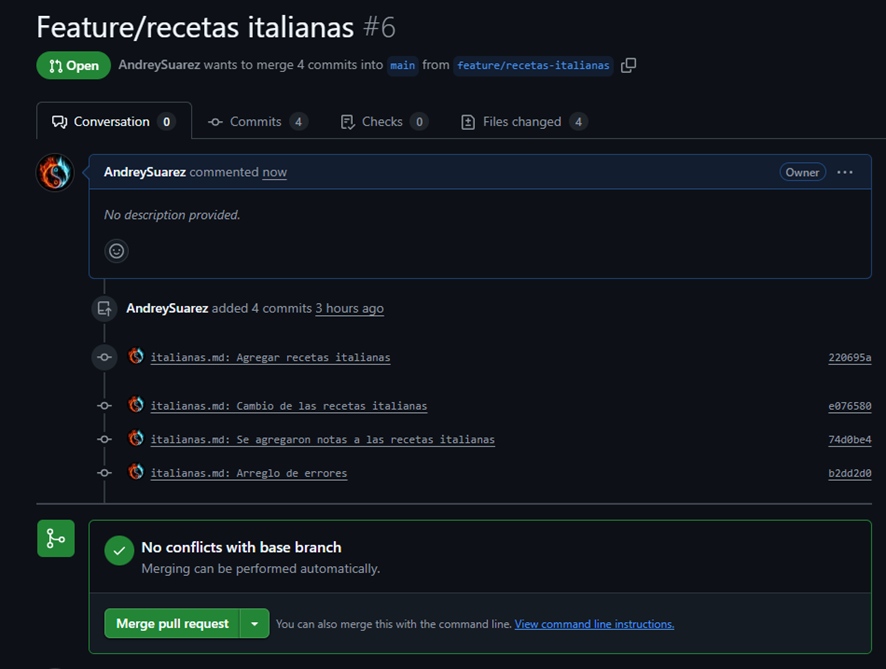 Feature/recetas italianas #6
Open AndreySuarez wants to merge 4 commits into main from feature/recetas-italianas
Conversation 0 Commits 4 Checks 0 Files changed 4
AndreySuarez commented now Owner
No description provided.
AndreySuarez added 4 commits 3 hours ago
italianas.md: Agregar recetas italianas 220695a
italianas.md: Cambio de las recetas italianas e076580
italianas.md: Se agregaron notas a las recetas italianas 74d0be4
italianas.md: Arreglo de errores b2dd2d0
No conflicts with base branch
Merging can be performed automatically.
Merge pull request You can also merge this with the command line. View command line instructions.